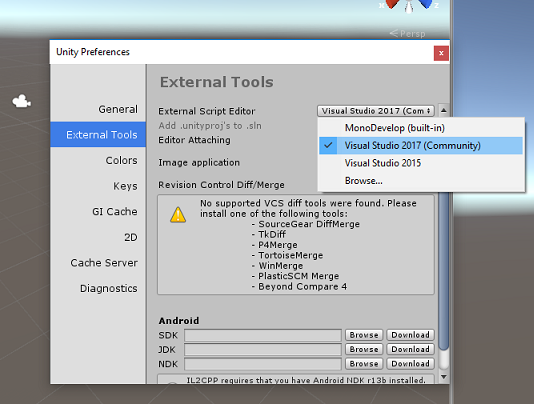 x
z
Persp
Unity Preferences
x
External Tools
General
External Tools
Colors
Keys
GI Cache
2D
Cache Server
Diagnostics
External Script Editor
Visual Studio 2017 (Com
Add .unityproj's to .sln
Editor Attaching
Image application
Revision Control Diff/Merge
MonoDevelop (built-in)
Visual Studio 2017 (Community)
Visual Studio 2015
Browse...
No supported VCS diff tools were found. Please
install one of the following tools:
- SourceGear DiffMerge
- TkDiff
- P4Merge
- TortoiseMerge
- WinMerge
- PlasticSCM Merge
- Beyond Compare 4
Android
SDK Browse Download
JDK Browse Download
NDK Browse Download
IL2CPP requires that you have Android NDK r13b installed.